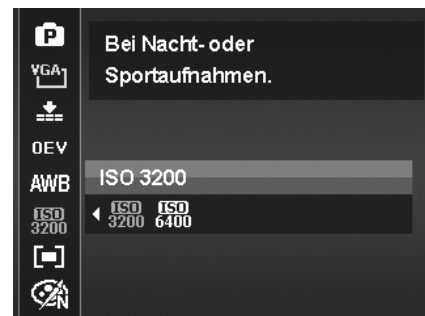 P
Bei Nacht- oder
VGA
Sportaufnahmen.
0EV
AWB
ISO 3200
ISO
3200
ISO
3200
ISO
6400
N